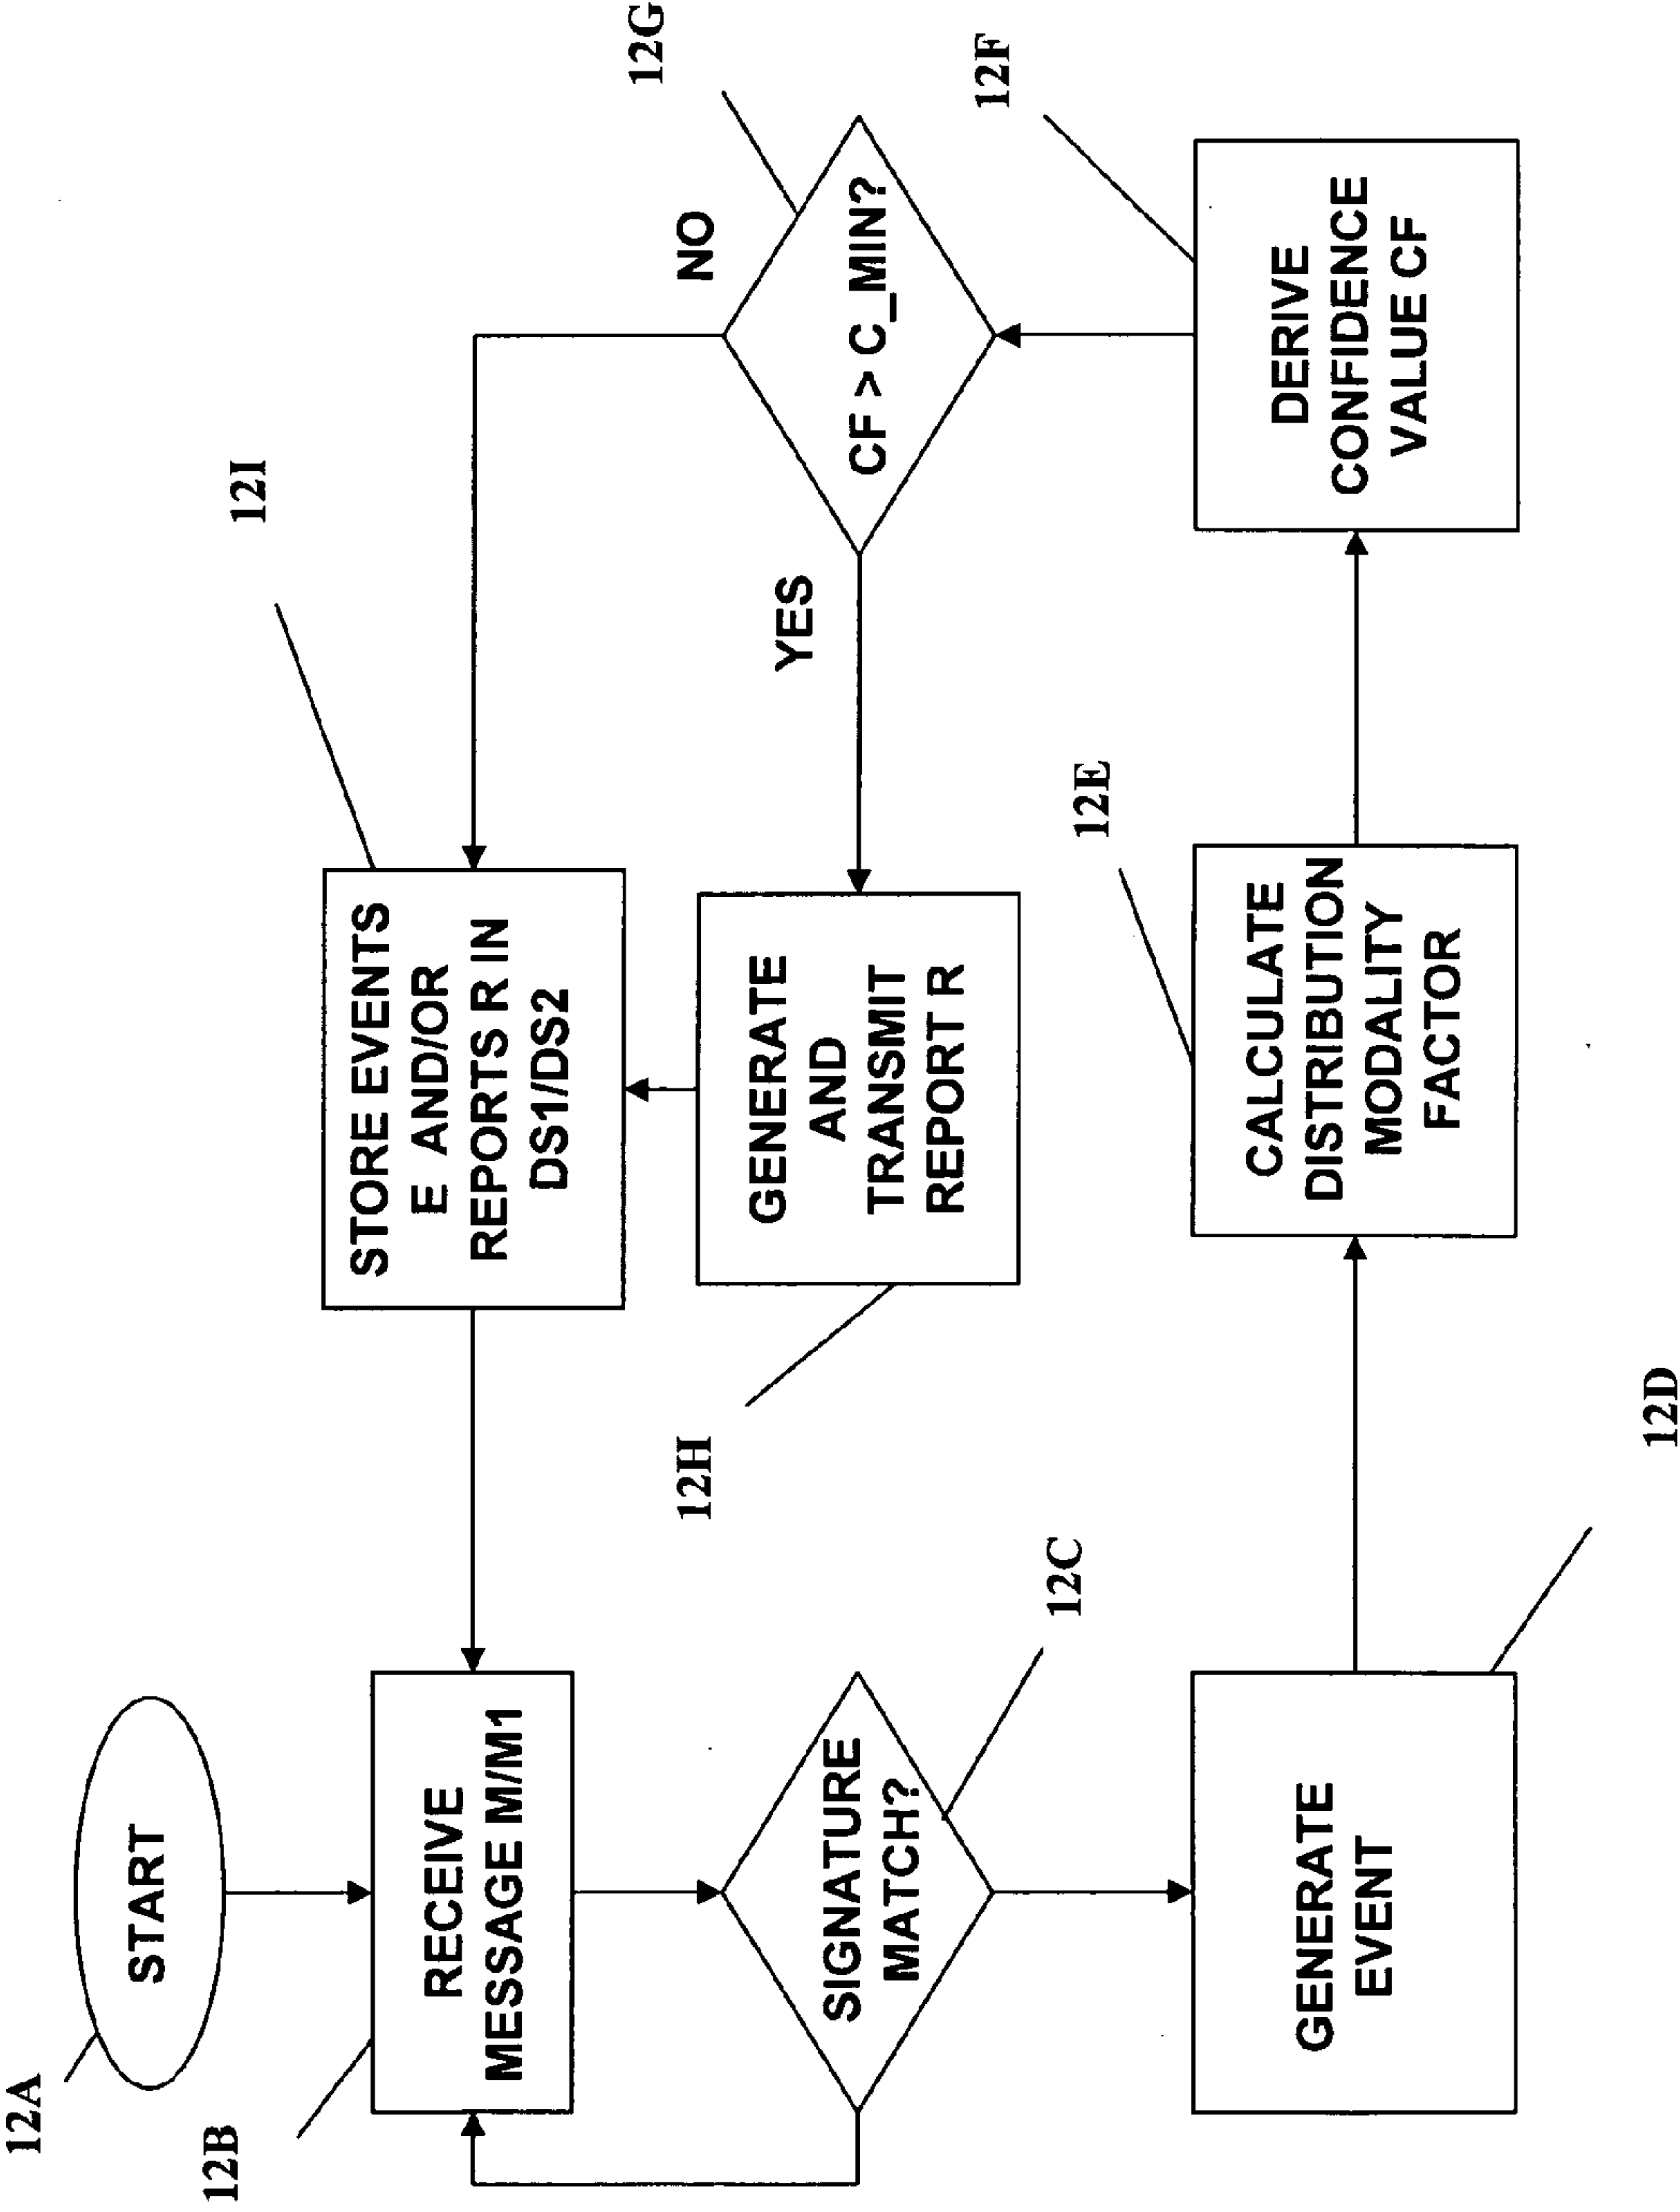 12A
START
12B
RECEIVE
MESSAGE M/M1
SIGNATURE
MATCH?
12C
GENERATE
EVENT
12D
CALCULATE
DISTRIBUTION
MODALITY
FACTOR
12E
DERIVE
CONFIDENCE
VALUE CF
12F
CF > C_MIN?
12G
NO
YES
GENERATE
AND
TRANSMIT
REPORT R
12H
STORE EVENTS
E AND/OR
REPORTS R IN
DS1/DS2
12I